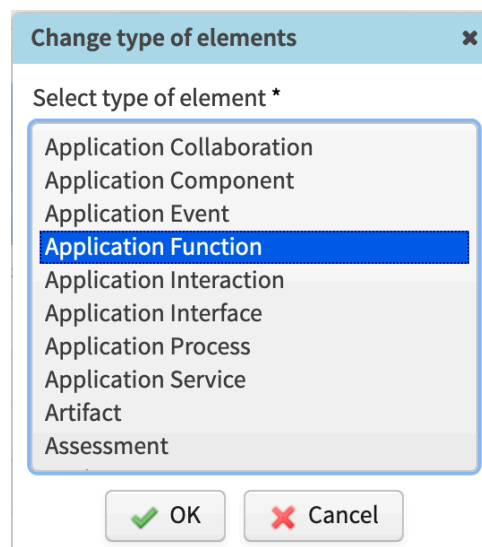 Change type of elements
Select type of element *
Application Collaboration
Application Component
Application Event
Application Function
Application Interaction
Application Interface
Application Process
Application Service
Artifact
Assessment
OK
Cancel